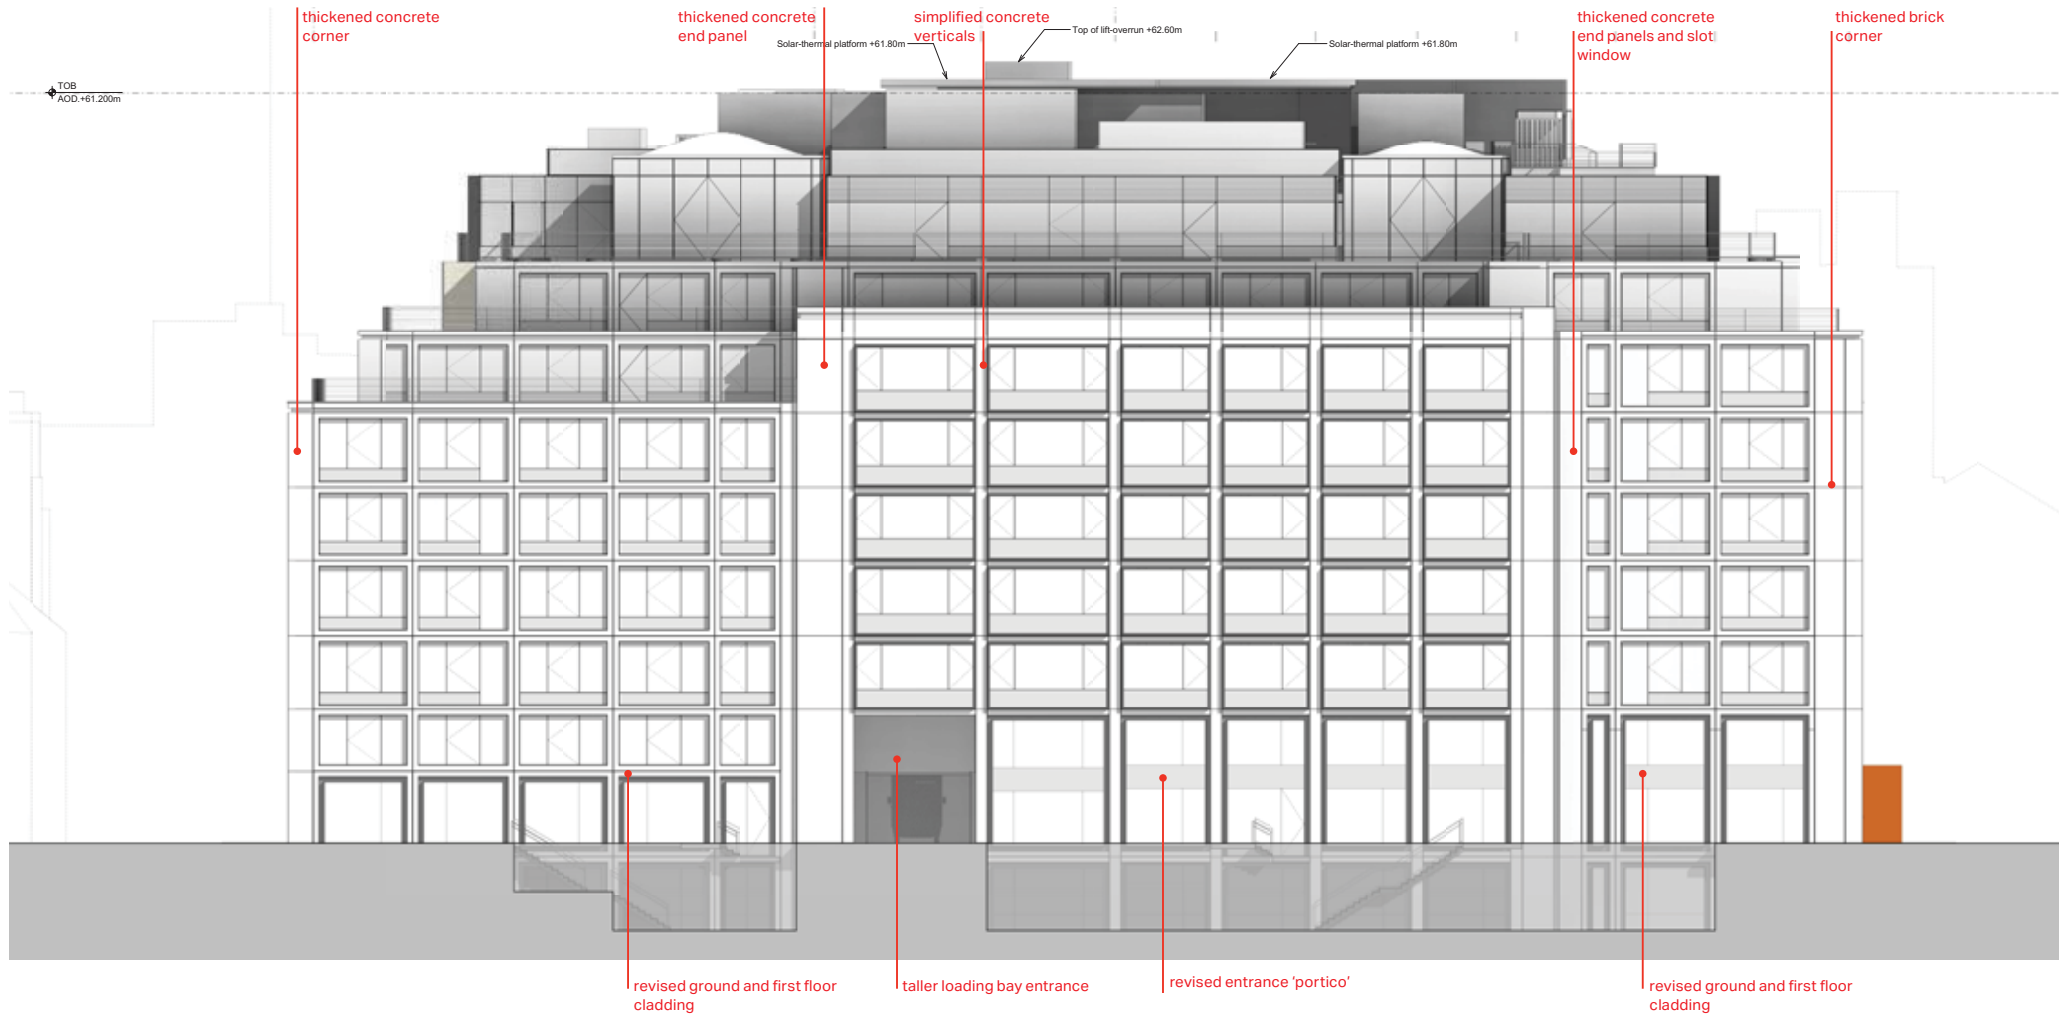 thickened concrete
corner
thickened concrete
end panel
simplified concrete
verticals
thickened concrete
end panels and slot
window
thickened brick
corner
Solar-thermal platform +61.80m
Top of lift-overrun +62.60m
Solar-thermal platform +61.80m
TOB
AOD.+61.200m
revised ground and first floor
cladding
taller loading bay entrance
revised entrance ‘portico’
revised ground and first floor
cladding